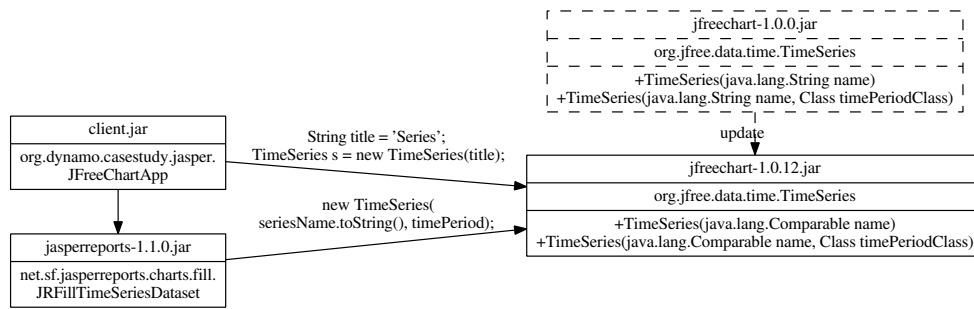 jfreechart-1.0.0.jar
org.jfree.data.time.TimeSeries
+TimeSeries(java.lang.String name)
+TimeSeries(java.lang.String name, Class timePeriodClass)
update
client.jar
org.dynamo.casestudy.jasper.
JFreeChartApp
String title = 'Series';
TimeSeries s = new TimeSeries(title);
jfreechart-1.0.12.jar
org.jfree.data.time.TimeSeries
+TimeSeries(java.lang.Comparable name)
+TimeSeries(java.lang.Comparable name, Class timePeriodClass)
new TimeSeries(
seriesName.toString(), timePeriod);
jasperreports-1.1.0.jar
net.sf.jasperreports.charts.fill.
JRFillTimeSeriesDataset